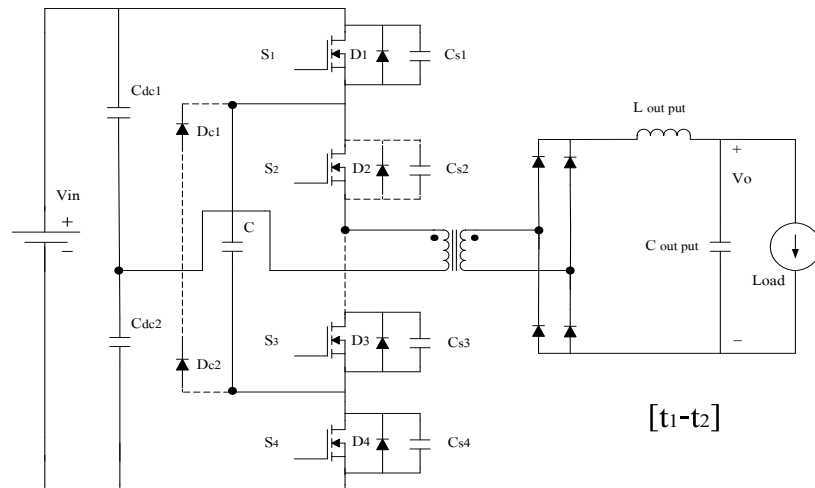 S1
D1
Cs1
Cdc1
L out put
Dc1
S2
D2
Cs2
+
Vo
Vin
+
−
C
C out put
Load
Cdc2
S3
D3
Cs3
−
Dc2
[t1-t2]
S4
D4
Cs4